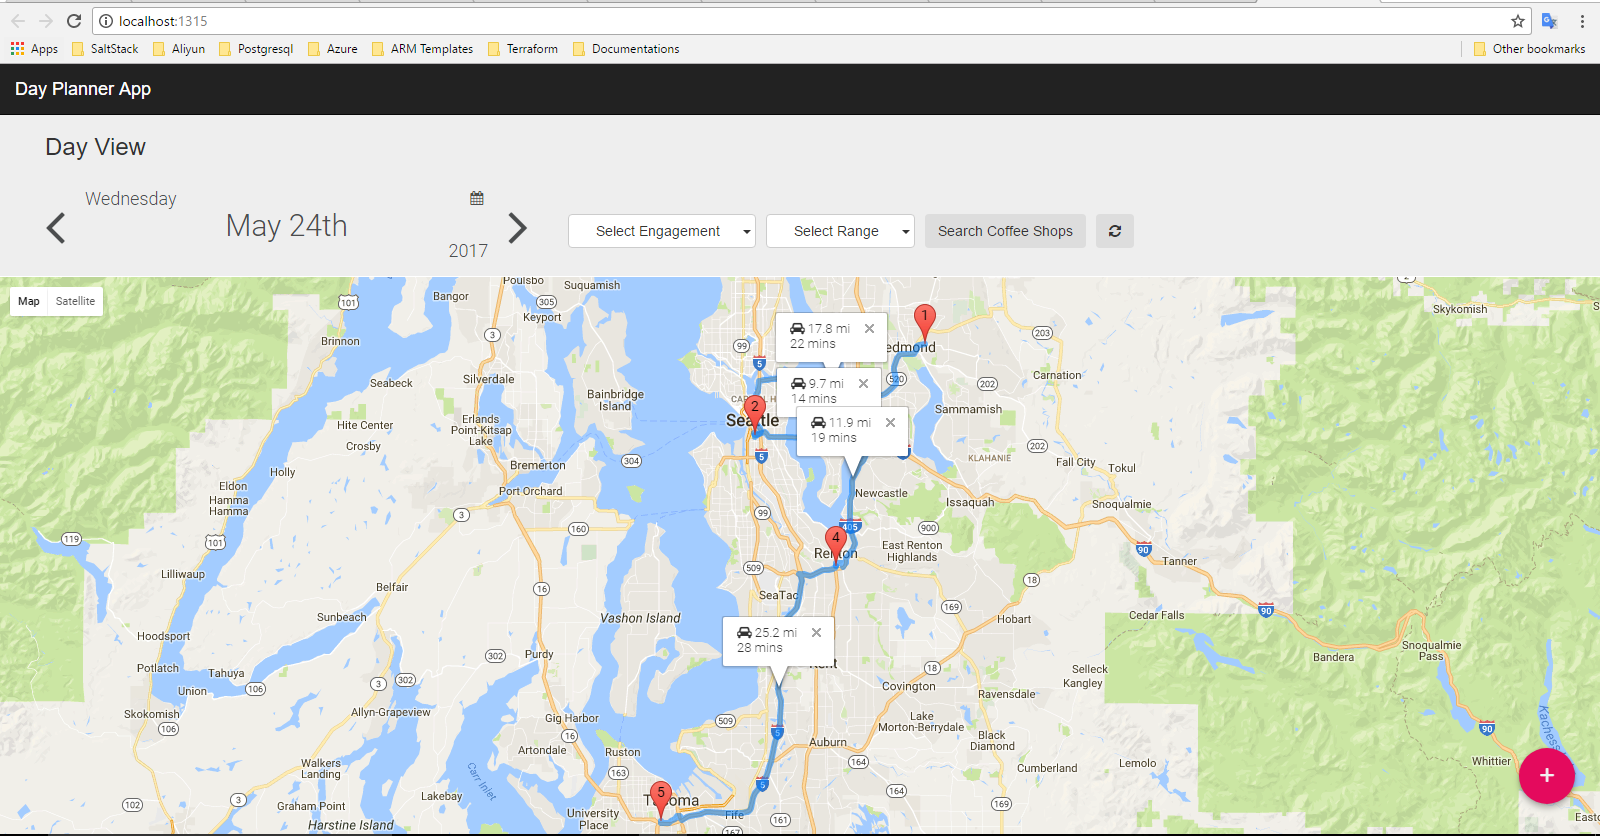 localhost:1315
Apps SaltStack Aliyun Postgresql Azure ARM Templates Terraform Documentations Other bookmarks
Day Planner App
Day View
Wednesday
May 24th
2017
Select Engagement Select Range Search Coffee Shops
Map Satellite
17.8 mi
22 mins
9.7 mi
14 mins
11.9 mi
19 mins
25.2 mi
28 mins
1
2
4
5
Poulsbo
Suquamish
Bangor
305
Keyport
101
Brinnon
3
Silverdale
Seabeck
Bainbridge
Island
Erlands
Point-Kitsap
Lake
Hite Center
Crosby
Holly
Bremerton
Port Orchard
304
Eldon
Hamma
Hamma
101
119
3
160
Lilliwaup
Belfair
16
Sunbeach
Vashon Island
Hoodsport
Potlatch
Tahuya
Union
106
302
302
3
Purdy
Skokomish
106
Allyn-Grapeview
Gig Harbor
16
Artondale
Ruston
163
Walkers
Landing
Carr Inlet
Lakebay
102
3
Graham Point
Harstine Island
University
Place
Tacoma
Fife
167
161
5
5
509
164
164
169
Auburn
Lake
Morton-Berrydale
Black
Diamond
Cumberland
Covington
Ravensdale
Selleck
Kangley
18
Kent
SeaTac
509
99
5
99
5
Seattle
Redmond
520
202
203
Carnation
Sammamish
202
KLAHANIE
Fall City
Tokul
Snoqualmie
Issaquah
Newcastle
405
900
Renton
East Renton
Highlands
18
169
Hobart
90
Tanner
Cedar Falls
90
Bandera
Snoqualmie
Pass
90
Lemolo
Whittier
2
Skykomish
+